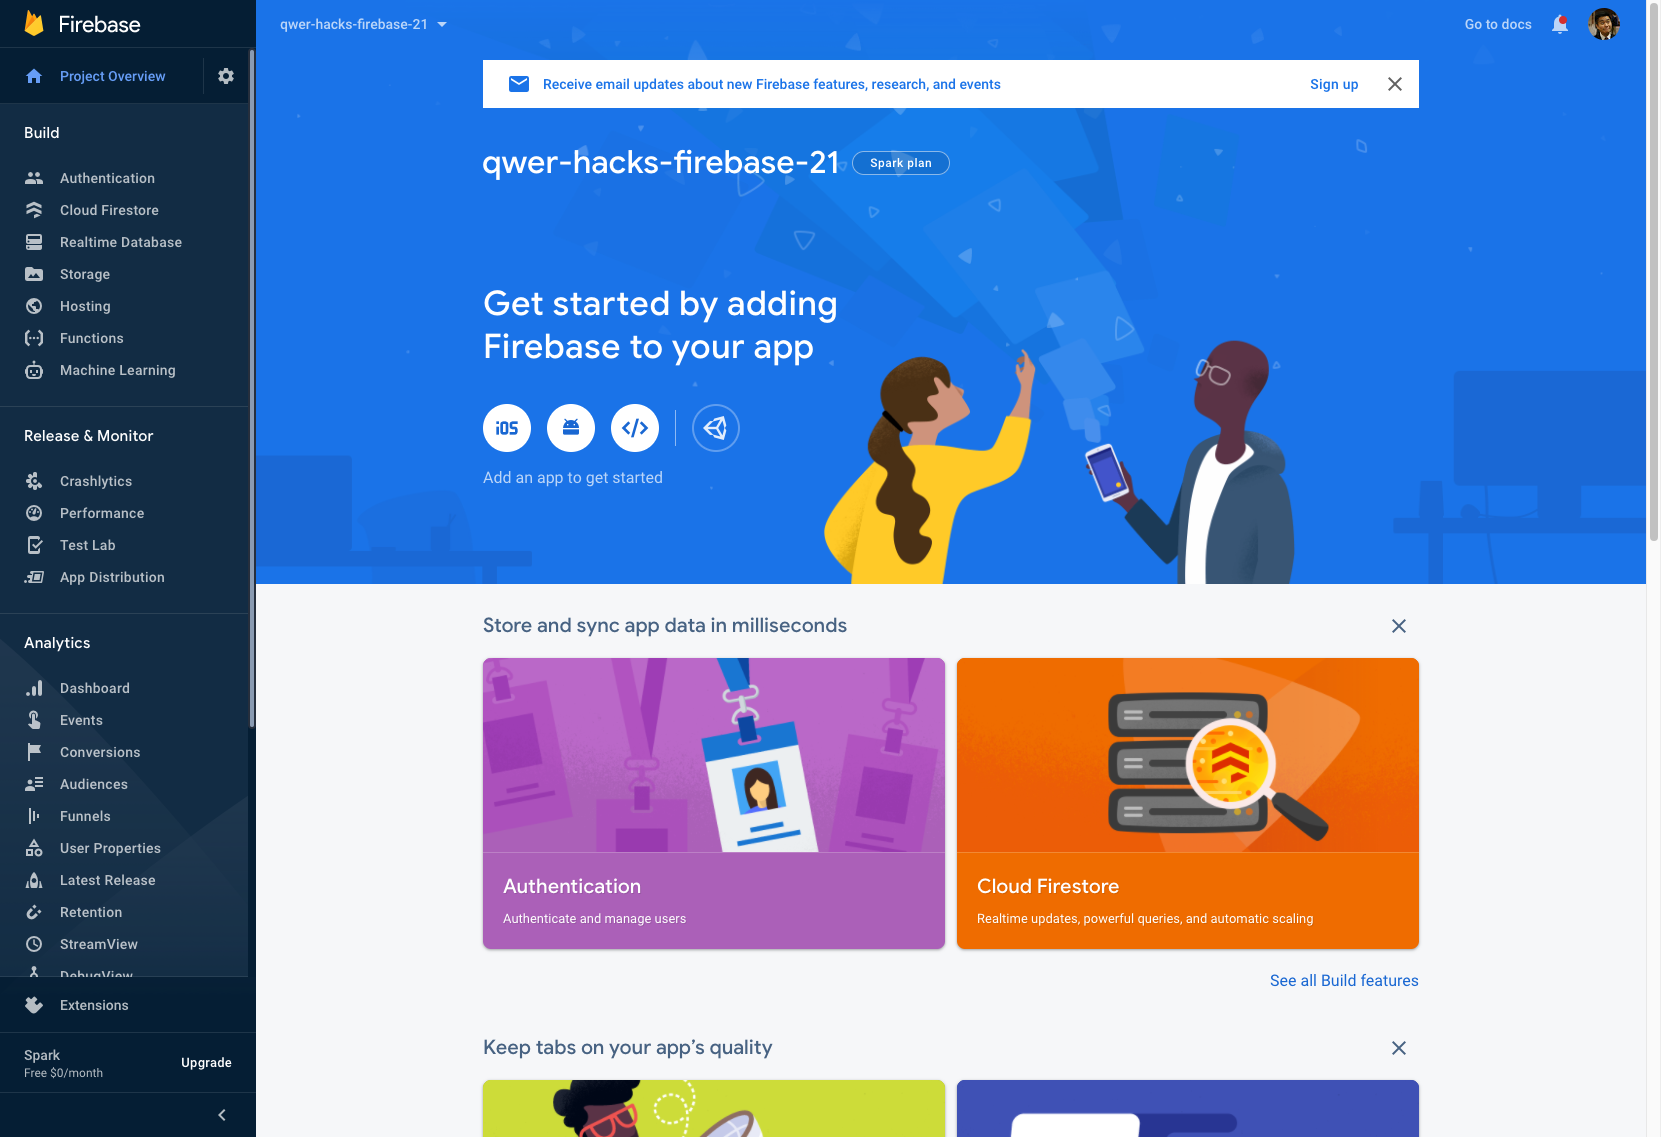 Firebase
Project Overview
Build
Authentication
Cloud Firestore
Realtime Database
Storage
Hosting
Functions
Machine Learning
Release & Monitor
Crashlytics
Performance
Test Lab
App Distribution
Analytics
Dashboard
Events
Conversions
Audiences
Funnels
User Properties
Latest Release
Retention
StreamView
DebugView
Extensions
Spark
Free $0/month
Upgrade
qwer-hacks-firebase-21
Go to docs
Receive email updates about new Firebase features, research, and events
Sign up
qwer-hacks-firebase-21
Spark plan
Get started by adding
Firebase to your app
iOS
Add an app to get started
Store and sync app data in milliseconds
Authentication
Authenticate and manage users
Cloud Firestore
Realtime updates, powerful queries, and automatic scaling
See all Build features
Keep tabs on your app’s quality